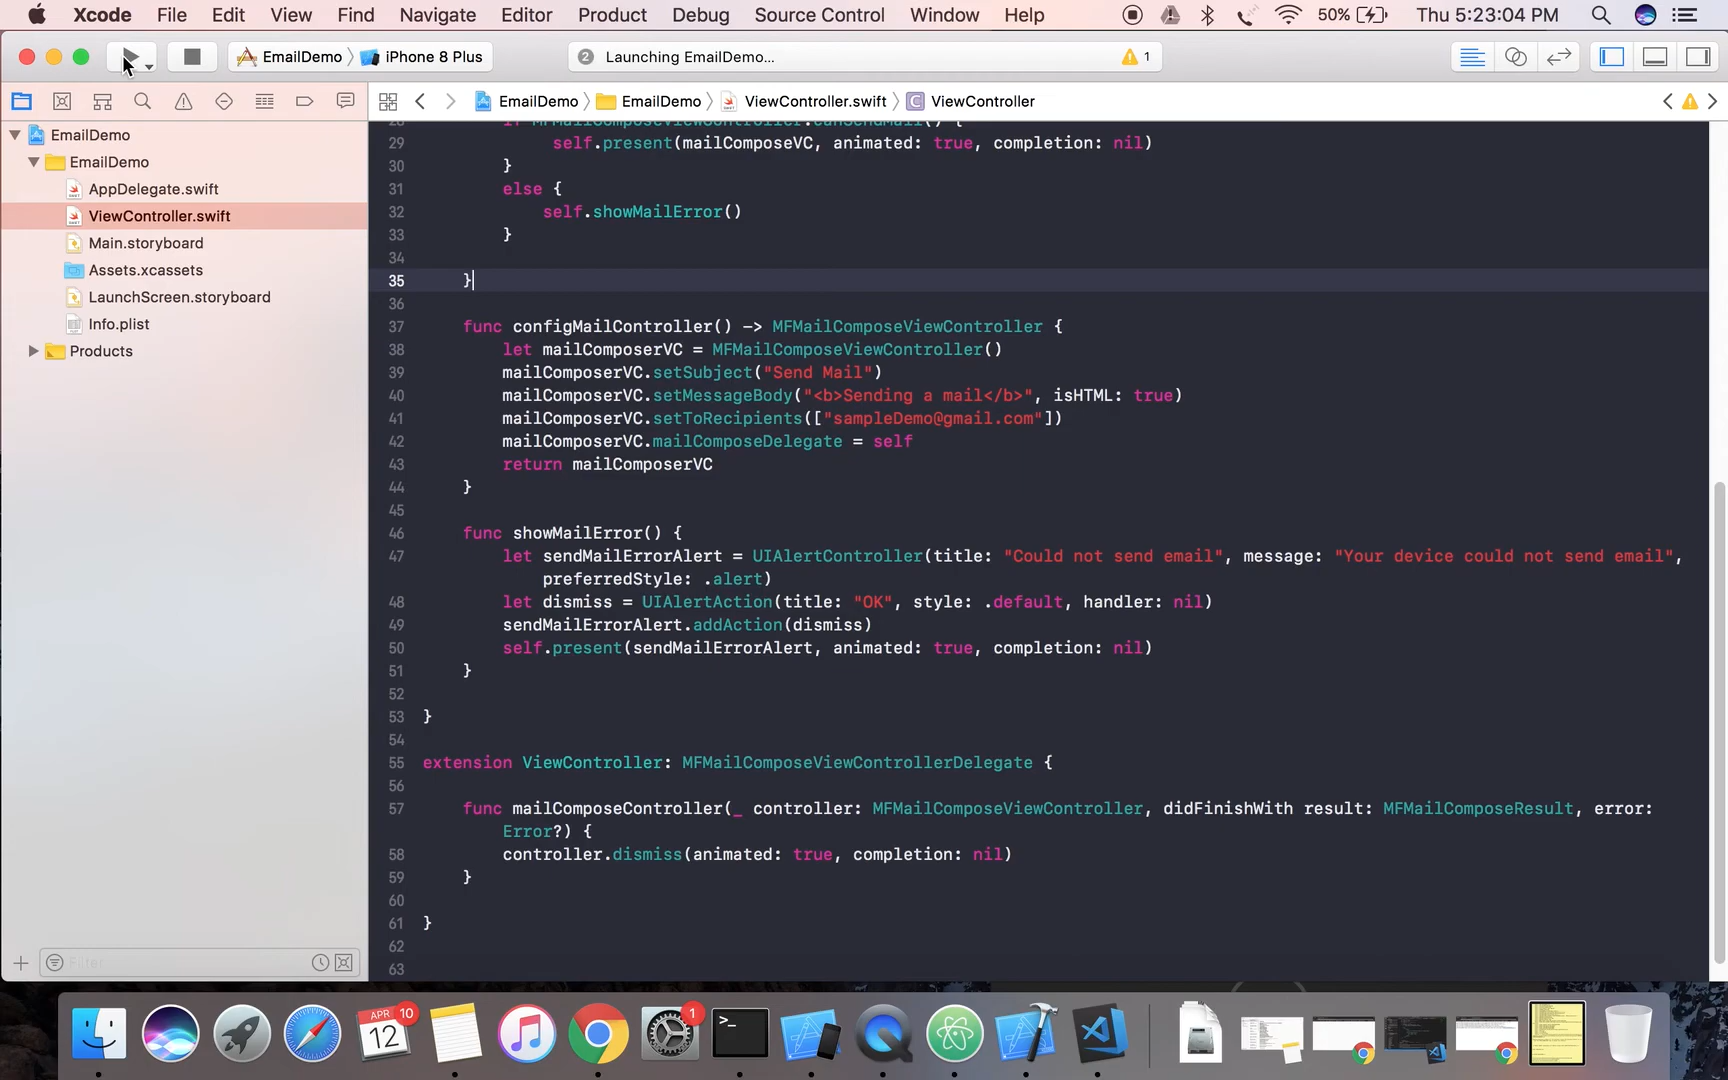 Xcode File Edit View Find Navigate Editor Product Debug Source Control Window Help 50% Thu 5:23:04 PM
EmailDemo iPhone 8 Plus 2 Launching EmailDemo... 1
EmailDemo EmailDemo ViewController.swift C ViewController
EmailDemo
EmailDemo
AppDelegate.swift
ViewController.swift
Main.storyboard
Assets.xcassets
LaunchScreen.storyboard
Info.plist
Products
Filter
28 if MFMailComposeViewController.canSendMail() {
29 self.present(mailComposeVC, animated: true, completion: nil)
30 }
31 else {
32 self.showMailError()
33 }
34
35 }
36
37 func configMailController() -> MFMailComposeViewController {
38 let mailComposerVC = MFMailComposeViewController()
39 mailComposerVC.setSubject("Send Mail")
40 mailComposerVC.setMessageBody("<b>Sending a mail</b>", isHTML: true)
41 mailComposerVC.setToRecipients(["sampleDemo@gmail.com"])
42 mailComposerVC.mailComposeDelegate = self
43 return mailComposerVC
44 }
45
46 func showMailError() {
47 let sendMailErrorAlert = UIAlertController(title: "Could not send email", message: "Your device could not send email",
preferredStyle: .alert)
48 let dismiss = UIAlertAction(title: "OK", style: .default, handler: nil)
49 sendMailErrorAlert.addAction(dismiss)
50 self.present(sendMailErrorAlert, animated: true, completion: nil)
51 }
52
53 }
54
55 extension ViewController: MFMailComposeViewControllerDelegate {
56
57 func mailComposeController(_ controller: MFMailComposeViewController, didFinishWith result: MFMailComposeResult, error:
Error?) {
58 controller.dismiss(animated: true, completion: nil)
59 }
60
61 }
62
63
APR 10
12
1
>_